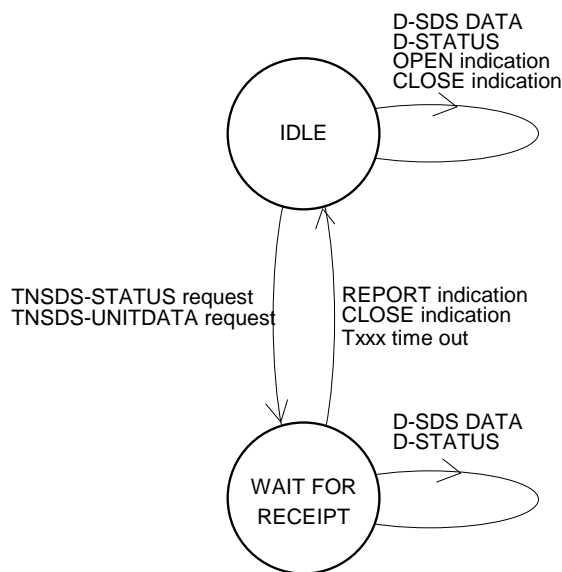 D-SDS DATA
D-STATUS
OPEN indication
CLOSE indication
IDLE
TNSDS-STATUS request
TNSDS-UNITDATA request
REPORT indication
CLOSE indication
Txxx time out
D-SDS DATA
D-STATUS
WAIT FOR
RECEIPT